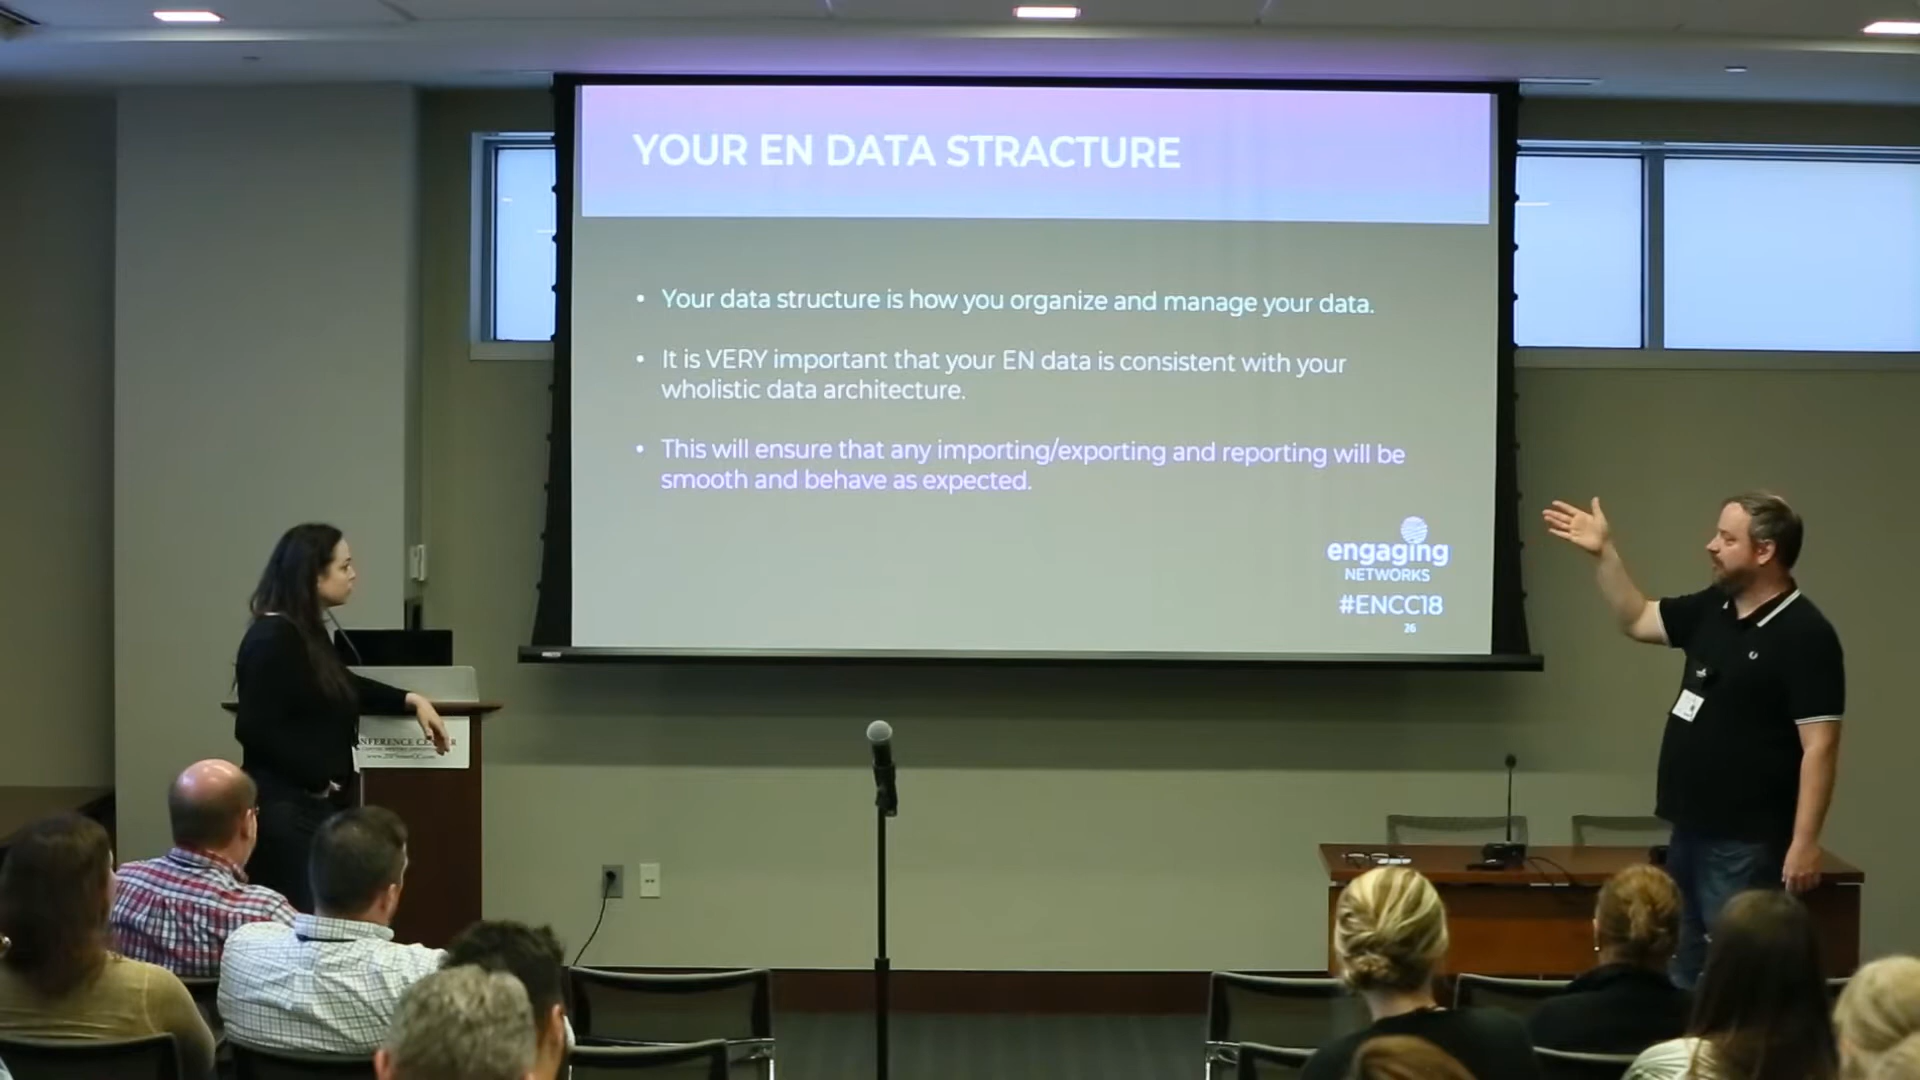 YOUR EN DATA STRACTURE
• Your data structure is how you organize and manage your data.
• It is VERY important that your EN data is consistent with your
wholistic data architecture.
• This will ensure that any importing/exporting and reporting will be
smooth and behave as expected.
engaging
NETWORKS
#ENCC18
26